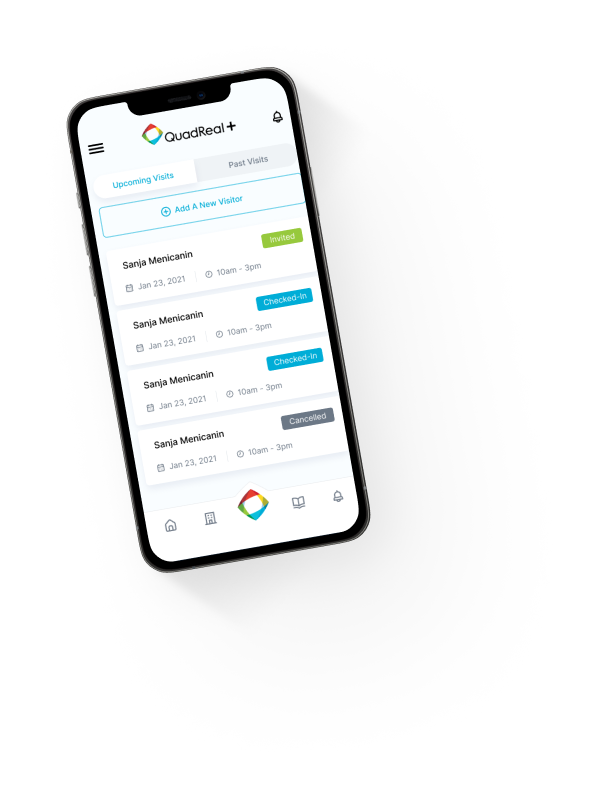 QuadReal+
Upcoming Visits
Past Visits
Add A New Visitor
Sanja Menicanin
Invited
Jan 23, 2021
10am - 3pm
Sanja Menicanin
Checked-In
Jan 23, 2021
10am - 3pm
Sanja Menicanin
Checked-In
Jan 23, 2021
10am - 3pm
Sanja Menicanin
Cancelled
Jan 23, 2021
10am - 3pm